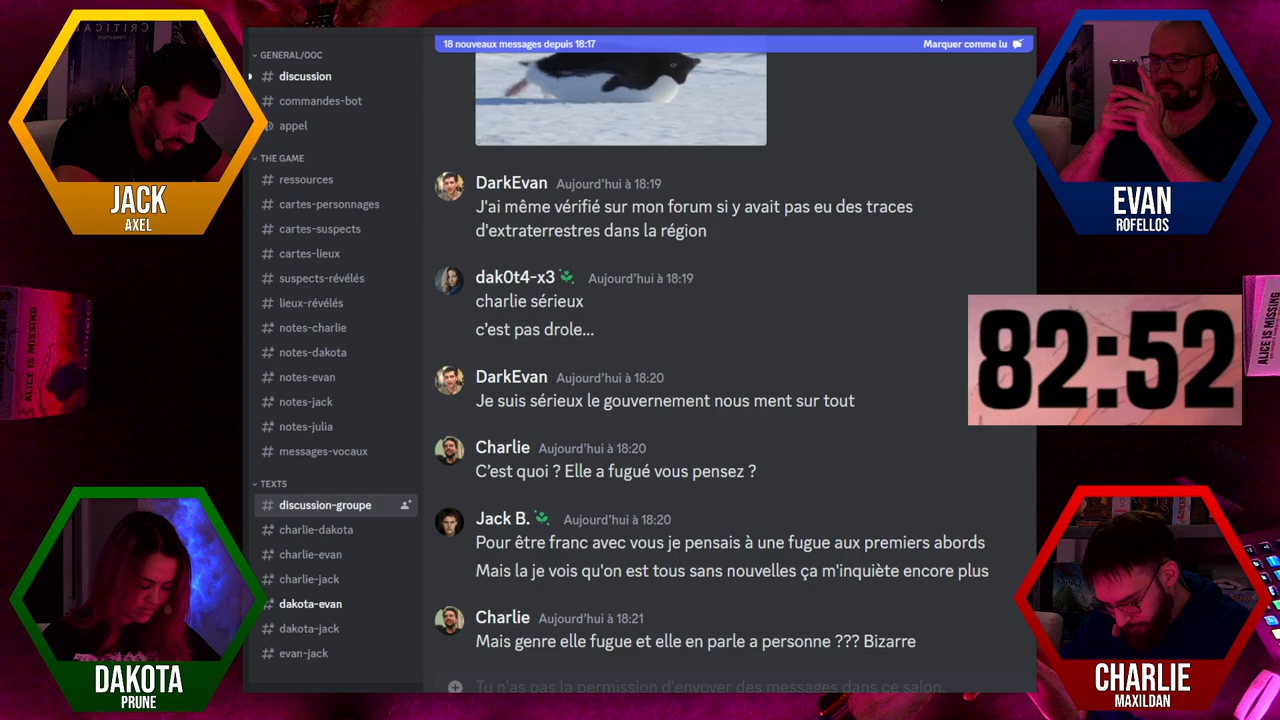 JACK
AXEL
DAKOTA
PRUNE
ALICE IS MISSING
ALICE IS MISSING
GENERAL/OOC
discussion
commandes-bot
appel
THE GAME
ressources
cartes-personnages
cartes-suspects
cartes-lieux
suspects-révélés
lieux-révélés
notes-charlie
notes-dakota
notes-evan
notes-jack
notes-julia
messages-vocaux
TEXTS
discussion-groupe
charlie-dakota
charlie-evan
charlie-jack
dakota-evan
dakota-jack
evan-jack
18 nouveaux messages depuis 18:17
Marquer comme lu
DarkEvan Aujourd'hui à 18:19
J'ai même vérifié sur mon forum si y avait pas eu des traces
d'extraterrestres dans la région
dak0t4-x3 Aujourd'hui à 18:19
charlie sérieux
c'est pas drole...
DarkEvan Aujourd'hui à 18:20
Je suis sérieux le gouvernement nous ment sur tout
Charlie Aujourd'hui à 18:20
C'est quoi ? Elle a fugué vous pensez ?
Jack B. Aujourd'hui à 18:20
Pour être franc avec vous je pensais à une fugue aux premiers abords
Mais la je vois qu'on est tous sans nouvelles ça m'inquiète encore plus
Charlie Aujourd'hui à 18:21
Mais genre elle fugue et elle en parle a personne ??? Bizarre
Tu n'as pas la permission d'envoyer des messages dans ce salon.
EVAN
ROFELLOS
82:52
ALICE IS MISSING
CHARLIE
MAXILDAN